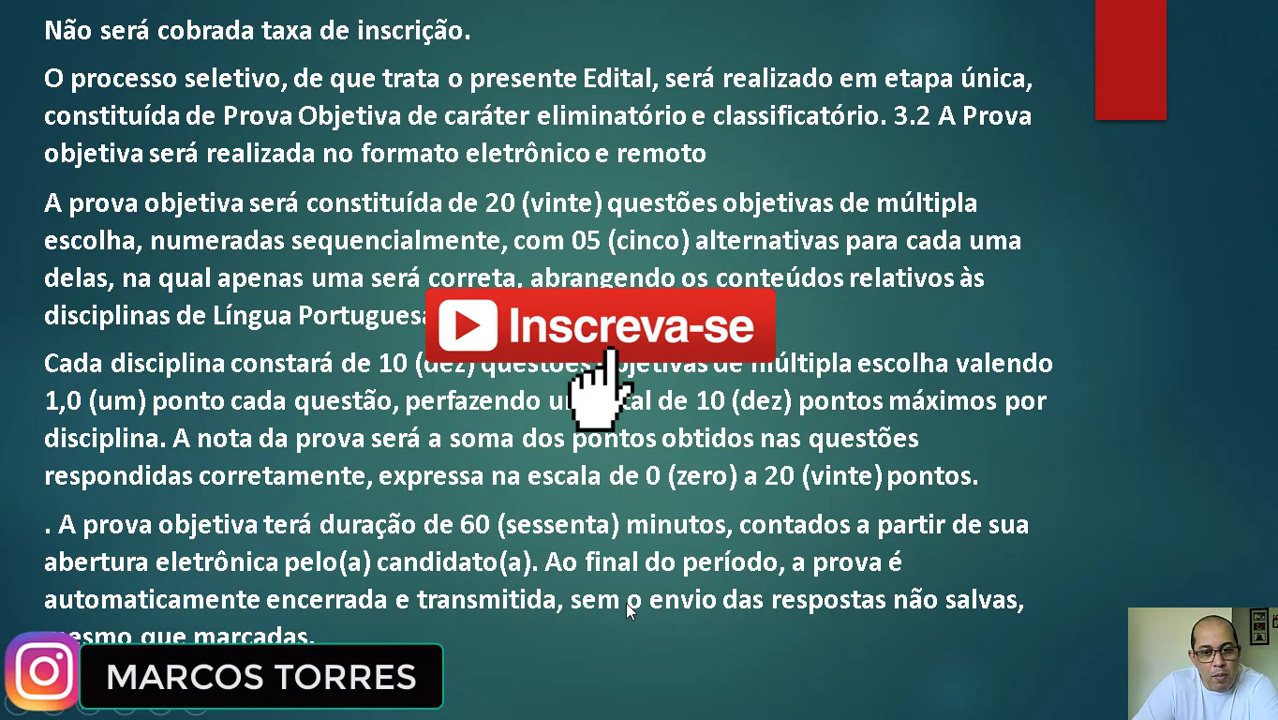 Não será cobrada taxa de inscrição.
O processo seletivo, de que trata o presente Edital, será realizado em etapa única,
constituída de Prova Objetiva de caráter eliminatório e classificatório. 3.2 A Prova
objetiva será realizada no formato eletrônico e remoto
A prova objetiva será constituída de 20 (vinte) questões objetivas de múltipla
escolha, numeradas sequencialmente, com 05 (cinco) alternativas para cada uma
delas, na qual apenas uma será correta, abrangendo os conteúdos relativos às
disciplinas de Língua Portuguesa
Inscreva-se
Cada disciplina constará de 10 (dez) questões objetivas de múltipla escolha valendo
1,0 (um) ponto cada questão, perfazendo de 10 (dez) pontos máximos por
disciplina. A nota da prova será a soma dos pontos obtidos nas questões
respondidas corretamente, expressa na escala de 0 (zero) a 20 (vinte) pontos.
. A prova objetiva terá duração de 60 (sessenta) minutos, contados a partir de sua
abertura eletrônica pelo(a) candidato(a). Ao final do período, a prova é
automaticamente encerrada e transmitida, sem o envio das respostas não salvas,
mesmo que marcadas.
MARCOS TORRES